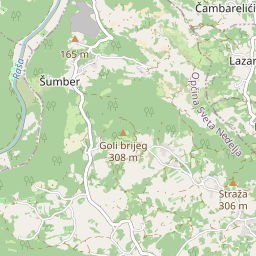 Čambarelići
165 m
Lazar
Šumber
Raša
Općina Sveta Nedelja
Goli brijeg
308 m
Straža
306 m